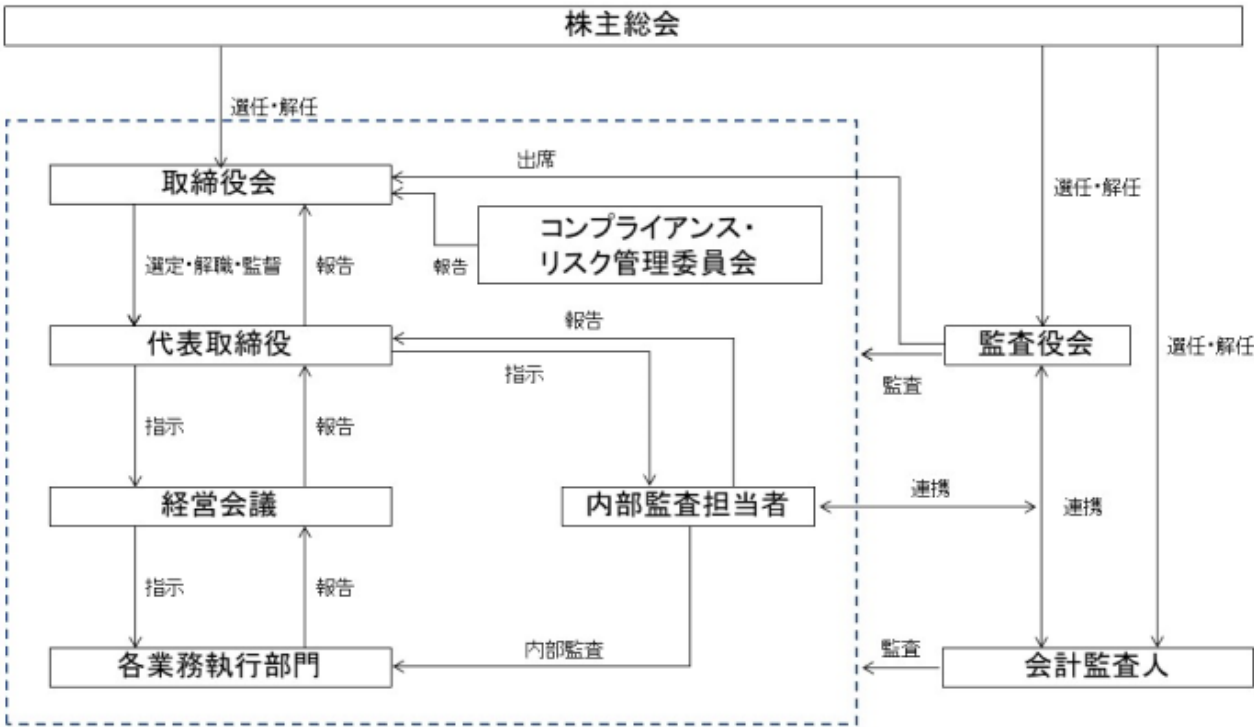 株主総会
選任・解任
出席
取締役会
選任・解任
コンプライアンス・
リスク管理委員会
選定・解職・監督
報告
報告
報告
代表取締役
監査役会
選任・解任
指示
監査
指示
報告
経営会議
内部監査担当者
連携
連携
指示
報告
内部監査
監査
各業務執行部門
会計監査人